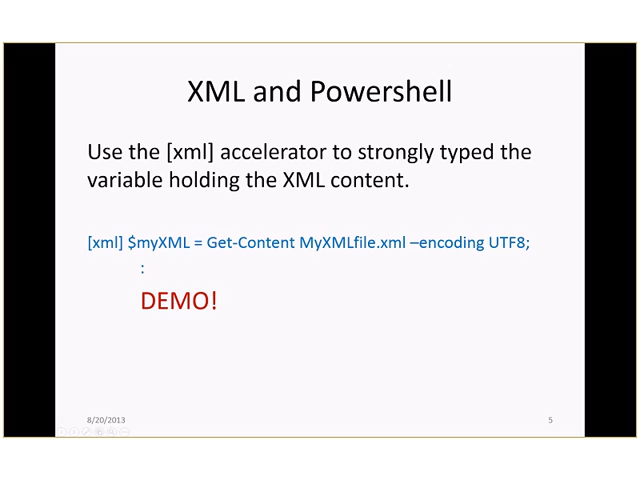 XML and Powershell
Use the [xml] accelerator to strongly typed the
variable holding the XML content.
[xml] $myXML = Get-Content MyXMLfile.xml –encoding UTF8;
:
DEMO!
8/20/2013
5